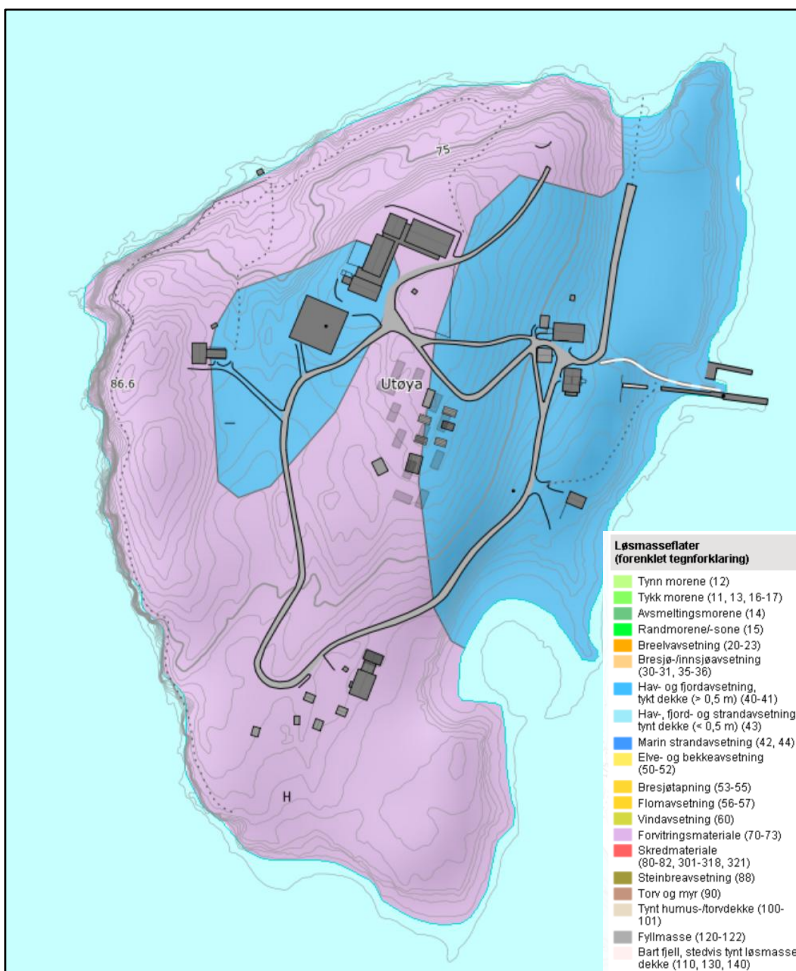 75
86.6
Utøya
H
Løsmasseflater
(forenklet tegnforklaring)
Tynn morene (12)
Tykk morene (11, 13, 16-17)
Avsmeltingsmorene (14)
Randmorene/-sone (15)
Breelvavsetning (20-23)
Bresjø-/innsjøavsetning
(30-31, 35-36)
Hav- og fjordavsetning,
tykt dekke (> 0,5 m) (40-41)
Hav-, fjord- og strandavsetning,
tynt dekke (< 0,5 m) (43)
Marin strandavsetning (42, 44)
Elve- og bekkeavsetning
(50-52)
Bresjøtapning (53-55)
Flomavsetning (56-57)
Vindavsetning (60)
Forvitringsmateriale (70-73)
Skredmateriale
(80-82, 301-318, 321)
Steinbreavsetning (88)
Torv og myr (90)
Tynt humus-/torvdekke (100-
101)
Fyllmasse (120-122)
Bart fjell, stedvis tynt løsmasse
dekke (110, 130, 140)